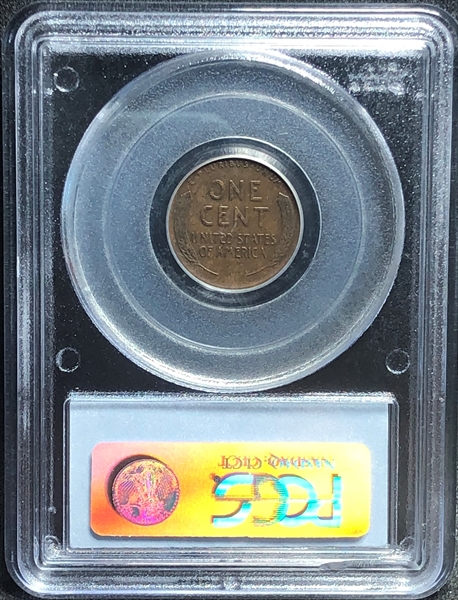 E PLURIBUS UNUM
ONE
CENT
UNITED STATES
OF AMERICA
PCGS